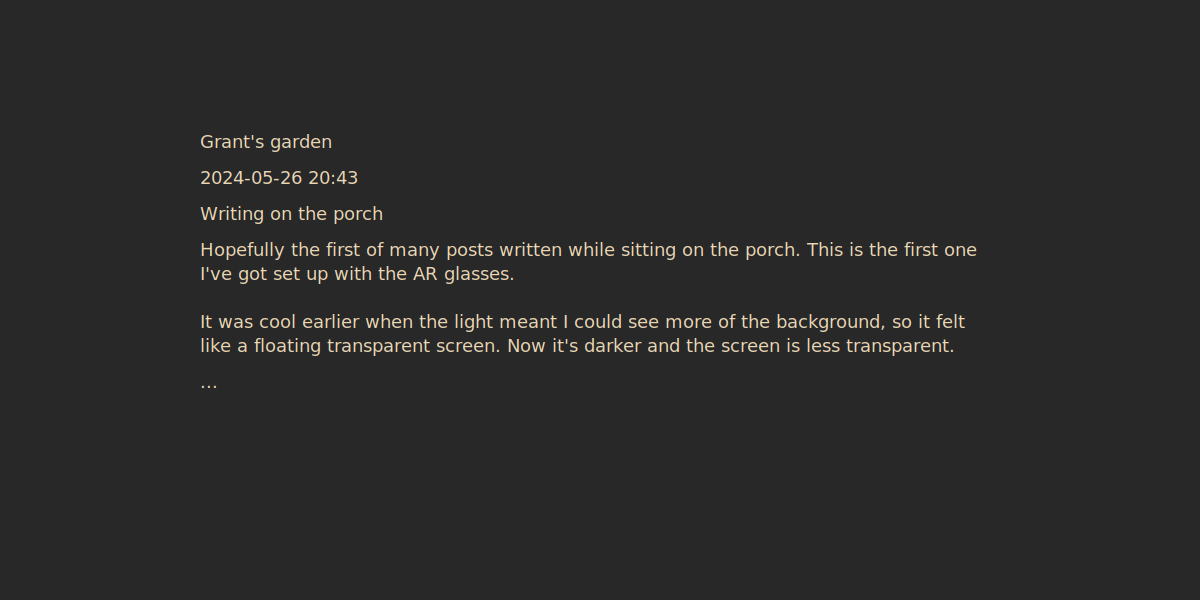 Grant's garden
2024-05-26 20:43
Writing on the porch
Hopefully the first of many posts written while sitting on the porch. This is the first one
I've got set up with the AR glasses.
It was cool earlier when the light meant I could see more of the background, so it felt
like a floating transparent screen. Now it's darker and the screen is less transparent.
…